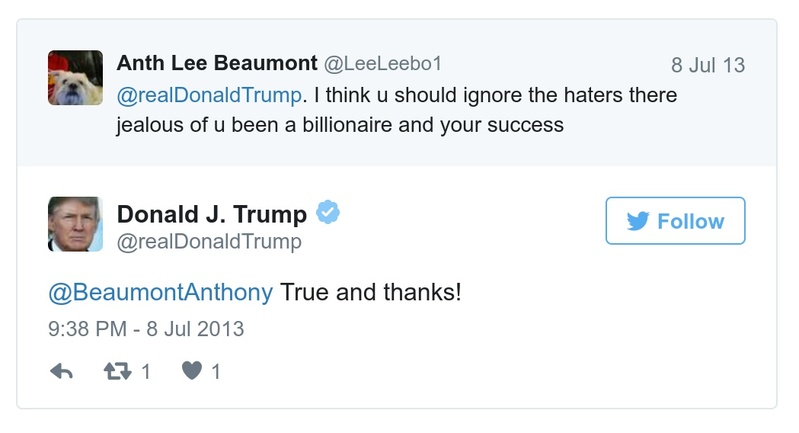 Anth Lee Beaumont @LeeLeebo1 8 Jul 13
@realDonaldTrump. I think u should ignore the haters there
jealous of u been a billionaire and your success
Donald J. Trump
@realDonaldTrump
Follow
@BeaumontAnthony True and thanks!
9:38 PM - 8 Jul 2013
1 1